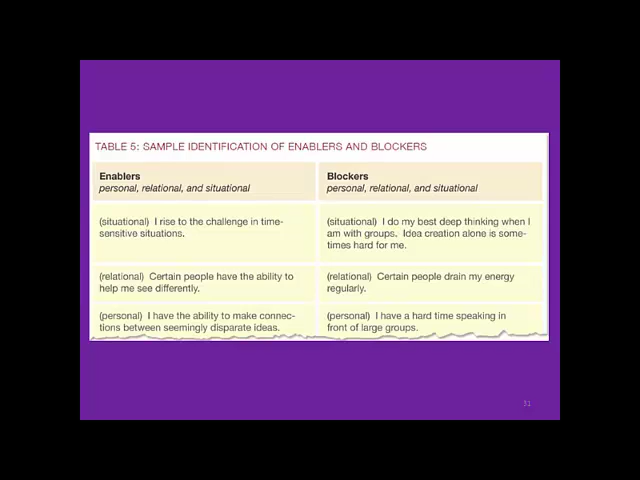 TABLE 5: SAMPLE IDENTIFICATION OF ENABLERS AND BLOCKERS
Enablers
personal, relational, and situational
Blockers
personal, relational, and situational
(situational) I rise to the challenge in time-
sensitive situations.
(situational) I do my best deep thinking when I
am with groups. Idea creation alone is some-
times hard for me.
(relational) Certain people have the ability to
help me see differently.
(relational) Certain people drain my energy
regularly.
(personal) I have the ability to make connec-
tions between seemingly disparate ideas.
(personal) I have a hard time speaking in
front of large groups.